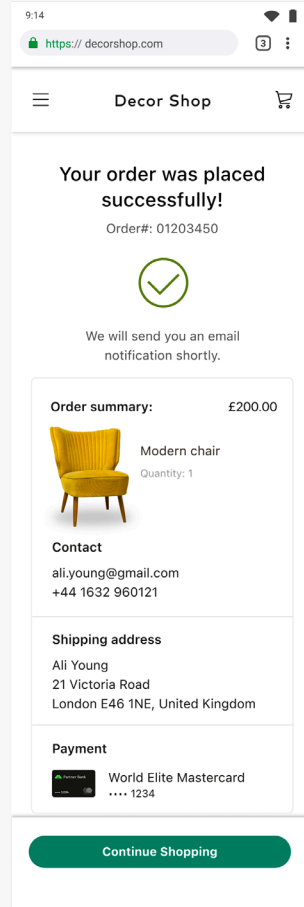 9:14
https:// decorshop.com
3
Decor Shop
Your order was placed
successfully!
Order#: 01203450
We will send you an email
notification shortly.
Order summary:
£200.00
Modern chair
Quantity: 1
Contact
ali.young@gmail.com
+44 1632 960121
Shipping address
Ali Young
21 Victoria Road
London E46 1NE, United Kingdom
Payment
Partner Bank
•••• 1234
World Elite Mastercard
•••• 1234
Continue Shopping